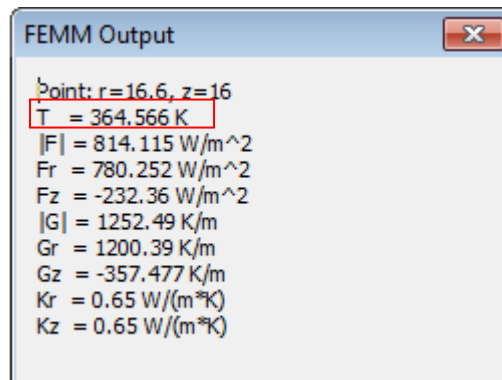 FEMM Output
Point: r=16.6, z=16
T = 364.566 K
|F| = 814.115 W/m^2
Fr = 780.252 W/m^2
Fz = -232.36 W/m^2
|G| = 1252.49 K/m
Gr = 1200.39 K/m
Gz = -357.477 K/m
Kr = 0.65 W/(m*K)
Kz = 0.65 W/(m*K)